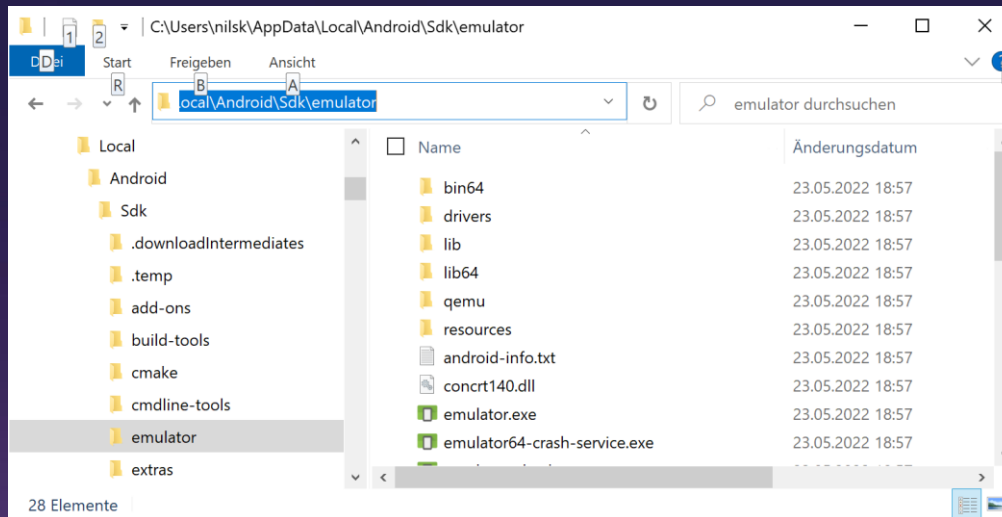 1 2 C:\Users\nilsk\AppData\Local\Android\Sdk\emulator
D Start Freigeben Ansicht
R B A
ocal\Android\Sdk\emulator emulator durchsuchen
Local
Android
Sdk
.downloadIntermediates
.temp
add-ons
build-tools
cmake
cmdline-tools
emulator
extras
Name Änderungsdatum
bin64 23.05.2022 18:57
drivers 23.05.2022 18:57
lib 23.05.2022 18:57
lib64 23.05.2022 18:57
qemu 23.05.2022 18:57
resources 23.05.2022 18:57
android-info.txt 23.05.2022 18:57
concrt140.dll 23.05.2022 18:57
emulator.exe 23.05.2022 18:57
emulator64-crash-service.exe 23.05.2022 18:57
28 Elemente